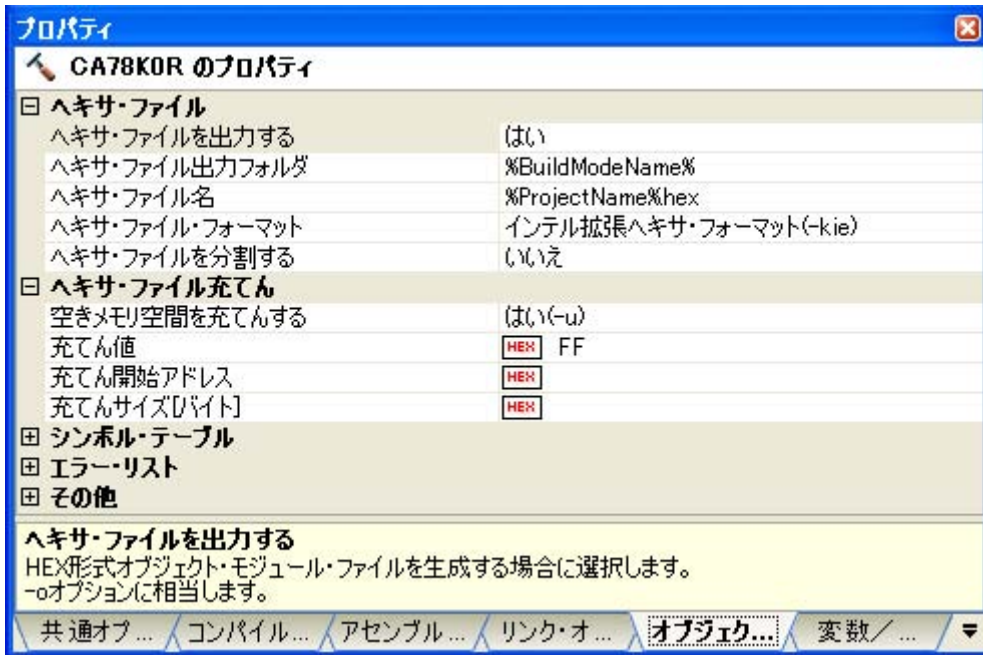 プロパティ
CA78K0R のプロパティ
ヘキサ・ファイル
ヘキサ・ファイルを出力する はい
ヘキサ・ファイル出力フォルダ %BuildModeName%
ヘキサ・ファイル名 %ProjectName%hex
ヘキサ・ファイル・フォーマット インテル拡張ヘキサ・フォーマット(-kie)
ヘキサ・ファイルを分割する いいえ
ヘキサ・ファイル充てん
空きメモリ空間を充てんする はい(-u)
充てん値 HEX FF
充てん開始アドレス HEX
充てんサイズ[バイト] HEX
シンボル・テーブル
エラー・リスト
その他
ヘキサ・ファイルを出力する
HEX形式オブジェクト・モジュール・ファイルを生成する場合に選択します。
-oオプションに相当します。
共通オプ... コンパイル... アセンブル... リンク・オ... オブジェク... 変数／...